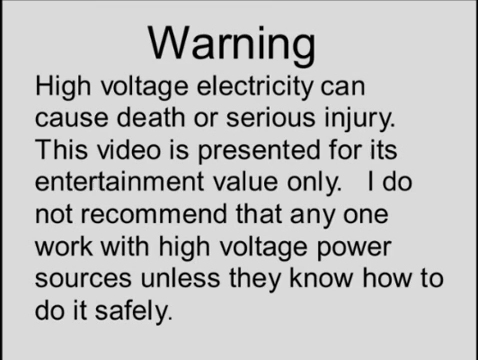 Warning
High voltage electricity can
cause death or serious injury.
This video is presented for its
entertainment value only.   I do
not recommend that any one
work with high voltage power
sources unless they know how to
do it safely.